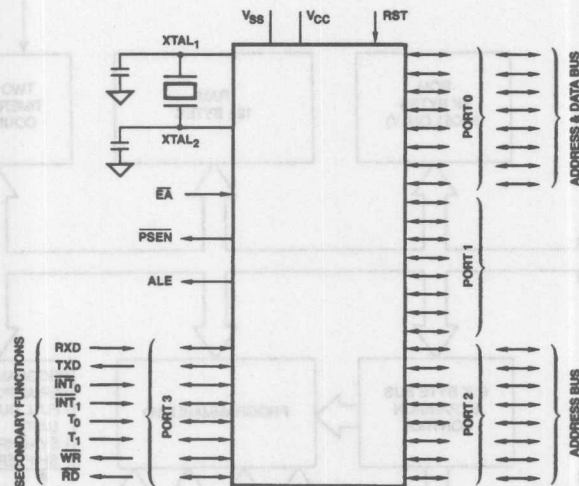 VSS VCC RST
XTAL1
XTAL2
EA
PSEN
ALE
SECONDARY FUNCTIONS
RXD
TXD
INT0
INT1
T0
T1
WR
RD
PORT 3
PORT 0
ADDRESS & DATA BUS
PORT 1
PORT 2
ADDRESS BUS